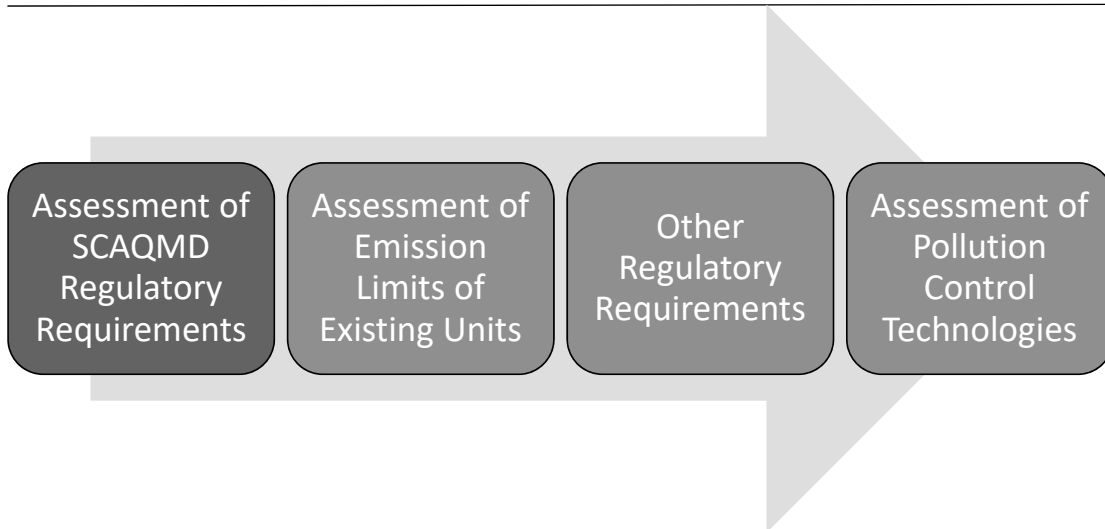 Assessment of
SCAQMD
Regulatory
Requirements
Assessment of
Emission
Limits of
Existing Units
Other
Regulatory
Requirements
Assessment of
Pollution
Control
Technologies